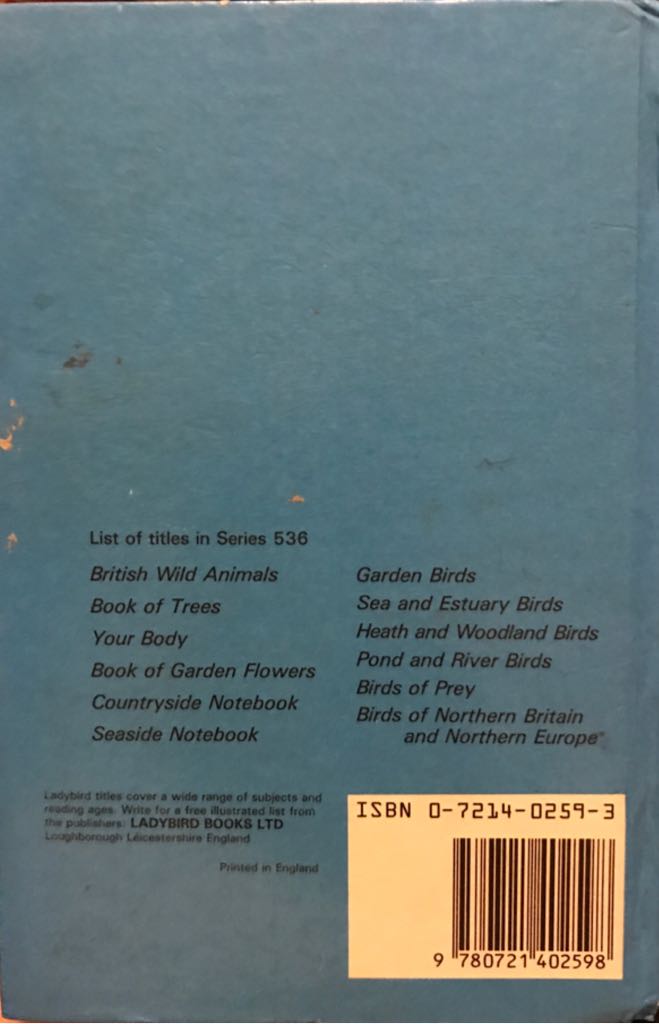 List of titles in Series 536
British Wild Animals
Book of Trees
Your Body
Book of Garden Flowers
Countryside Notebook
Seaside Notebook
Garden Birds
Sea and Estuary Birds
Heath and Woodland Birds
Pond and River Birds
Birds of Prey
Birds of Northern Britain
and Northern Europe*
Ladybird titles cover a wide range of subjects and
reading ages. Write for a free illustrated list from
the publishers: LADYBIRD BOOKS LTD
Loughborough Leicestershire England
Printed in England
ISBN 0-7214-0259-3
9 780721 402598